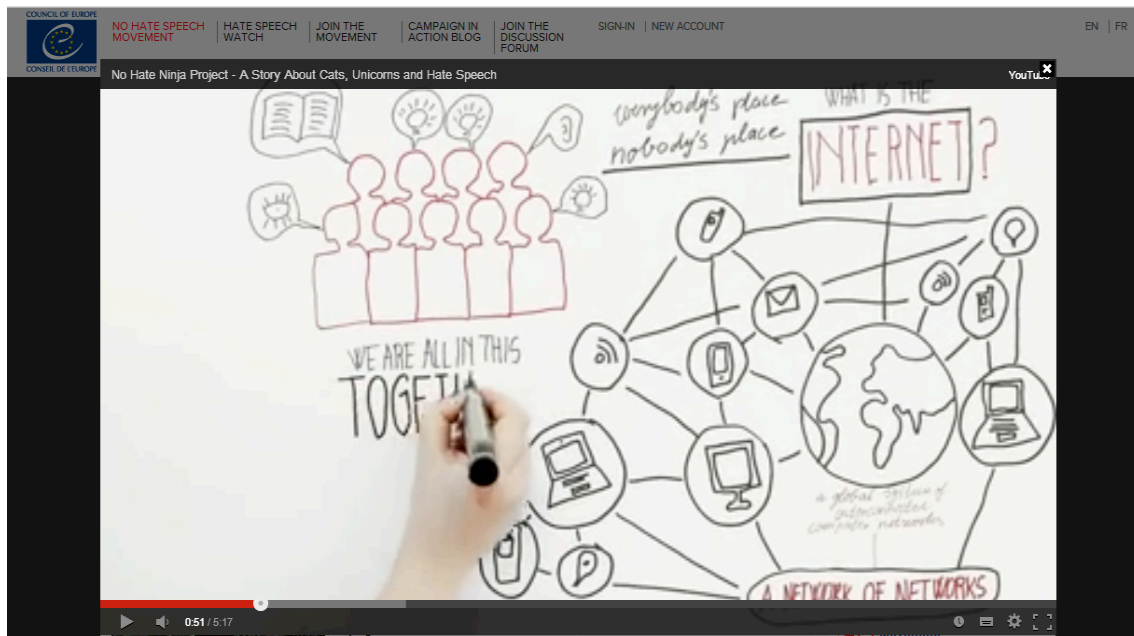 COUNCIL OF EUROPE
CONSEIL DE L'EUROPE
NO HATE SPEECH
MOVEMENT
HATE SPEECH
WATCH
JOIN THE
MOVEMENT
CAMPAIGN IN
ACTION BLOG
JOIN THE
DISCUSSION
FORUM
SIGN-IN
NEW ACCOUNT
EN
FR
No Hate Ninja Project - A Story About Cats, Unicorns and Hate Speech
YouTu
everybody's place
nobody's place
WHAT IS THE
INTERNET?
WE ARE ALL IN THIS
TOGET
a global system of
interconnected
computer networks
A NETWORK OF NETWORKS
0:51 / 5:17